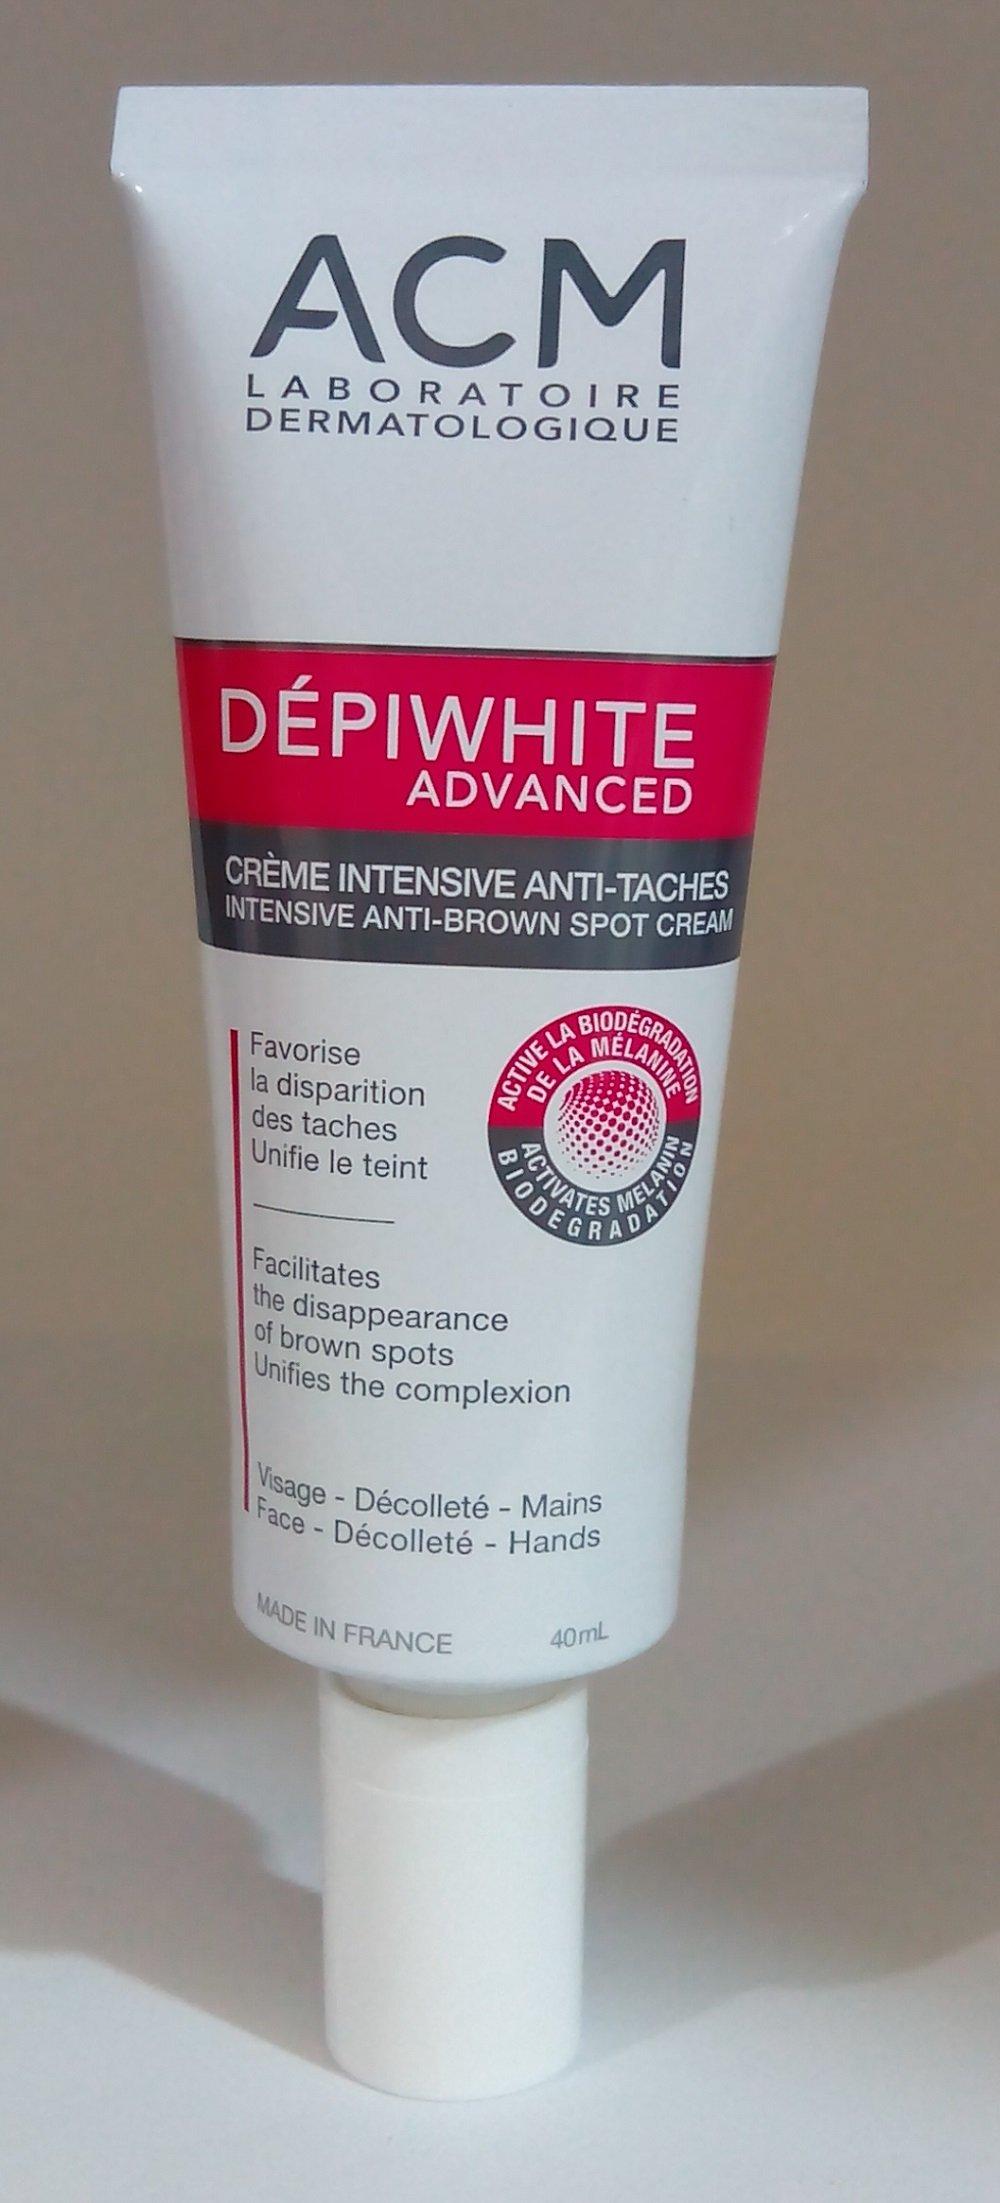 ACM
LABORATOIRE
DERMATOLOGIQUE
DÉPIWHITE
ADVANCED
CRÈME INTENSIVE ANTI-TACHES
INTENSIVE ANTI-BROWN SPOT CREAM
ACTIVE LA BIODÉGRADATION
DE LA MÉLANINE
ACTIVATES MELANIN
BIODEGRADATION
Favorise
la disparition
des taches
Unifie le teint
Facilitates
the disappearance
of brown spots
Unifies the complexion
Visage - Décolleté - Mains
Face - Décolleté - Hands
MADE IN FRANCE 40mL